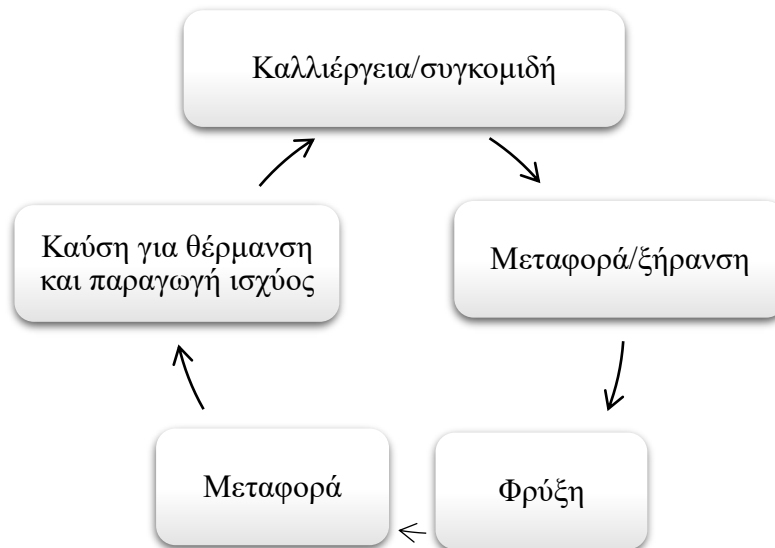 Καλλιέργεια/συγκομιδή
Μεταφορά/ξήρανση
Φρύξη
Μεταφορά
Καύση για θέρμανση
και παραγωγή ισχύος